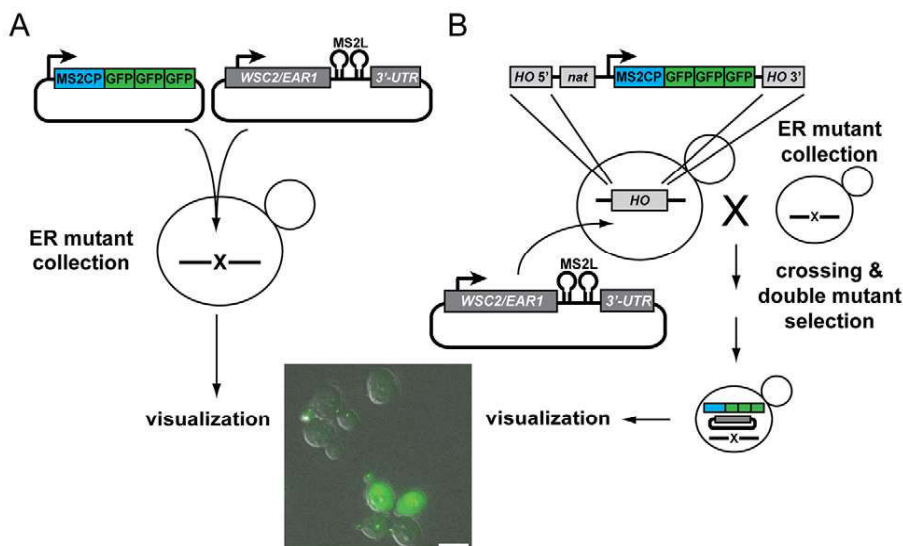 A
MS2CP GFP GFP GFP
MS2L
WSC2/EAR1 3'-UTR
ER mutant
collection
X
visualization
B
HO 5' nat MS2CP GFP GFP GFP HO 3'
ER mutant
collection
HO
X
X
MS2L
WSC2/EAR1 3'-UTR
crossing &
double mutant
selection
visualization
X